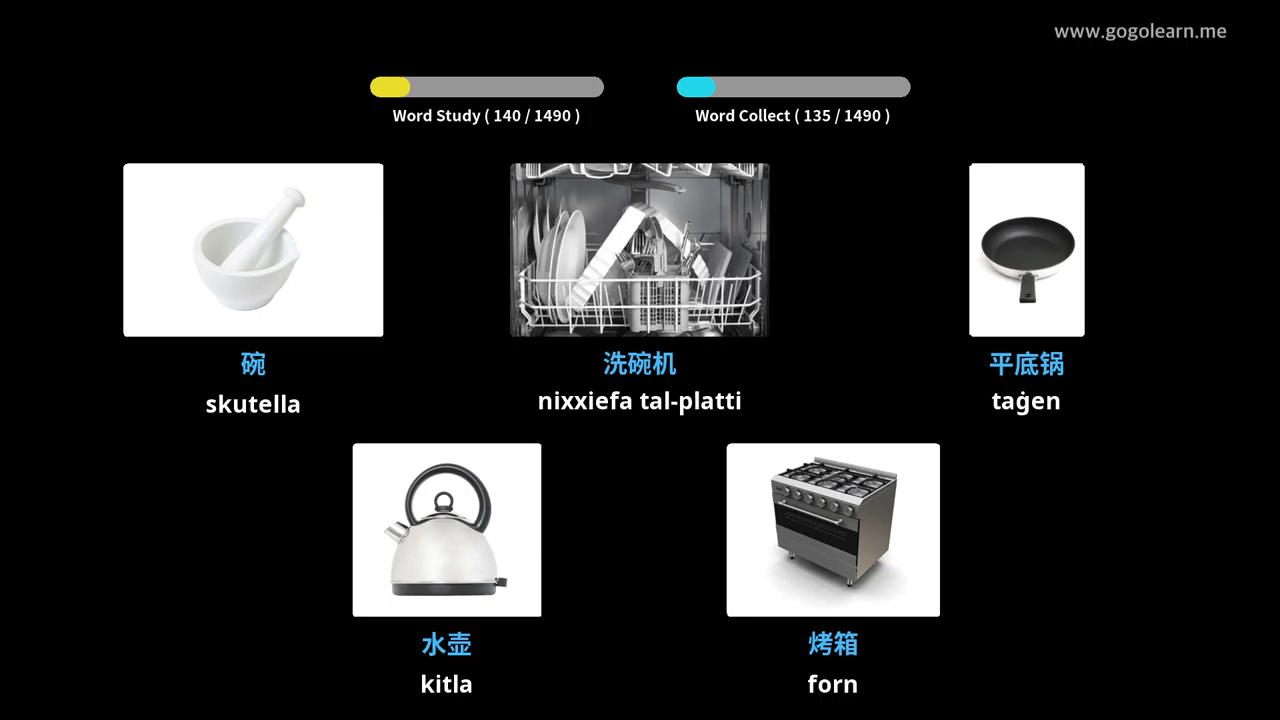 www.gogolearn.me
Word Study ( 140 / 1490 )
Word Collect ( 135 / 1490 )
碗
skutella
洗碗机
nixxiefa tal-platti
平底锅
taġen
水壶
kitla
烤箱
forn